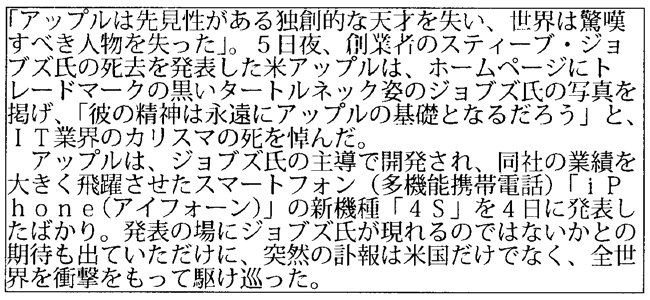 「アップルは先見性がある独創的な天才を失い、世界は驚嘆
すべき人物を失った」。５日夜、創業者のスティーブ・ジョ
ブズ氏の死去を発表した米アップルは、ホームページにト
レードマークの黒いタートルネック姿のジョブズ氏の写真を
掲げ、「彼の精神は永遠にアップルの基礎となるだろう」と、
ＩＴ業界のカリスマの死を悼んだ。
　アップルは、ジョブズ氏の主導で開発され、同社の業績を
大きく飛躍させたスマートフォン（多機能携帯電話）「ｉＰ
ｈｏｎｅ(アイフォーン)」の新機種「４Ｓ」を４日に発表し
たばかり。発表の場にジョブズ氏が現れるのではないかとの
期待も出ていただけに、突然の訃報は米国だけでなく、全世
界を衝撃をもって駆け巡った。